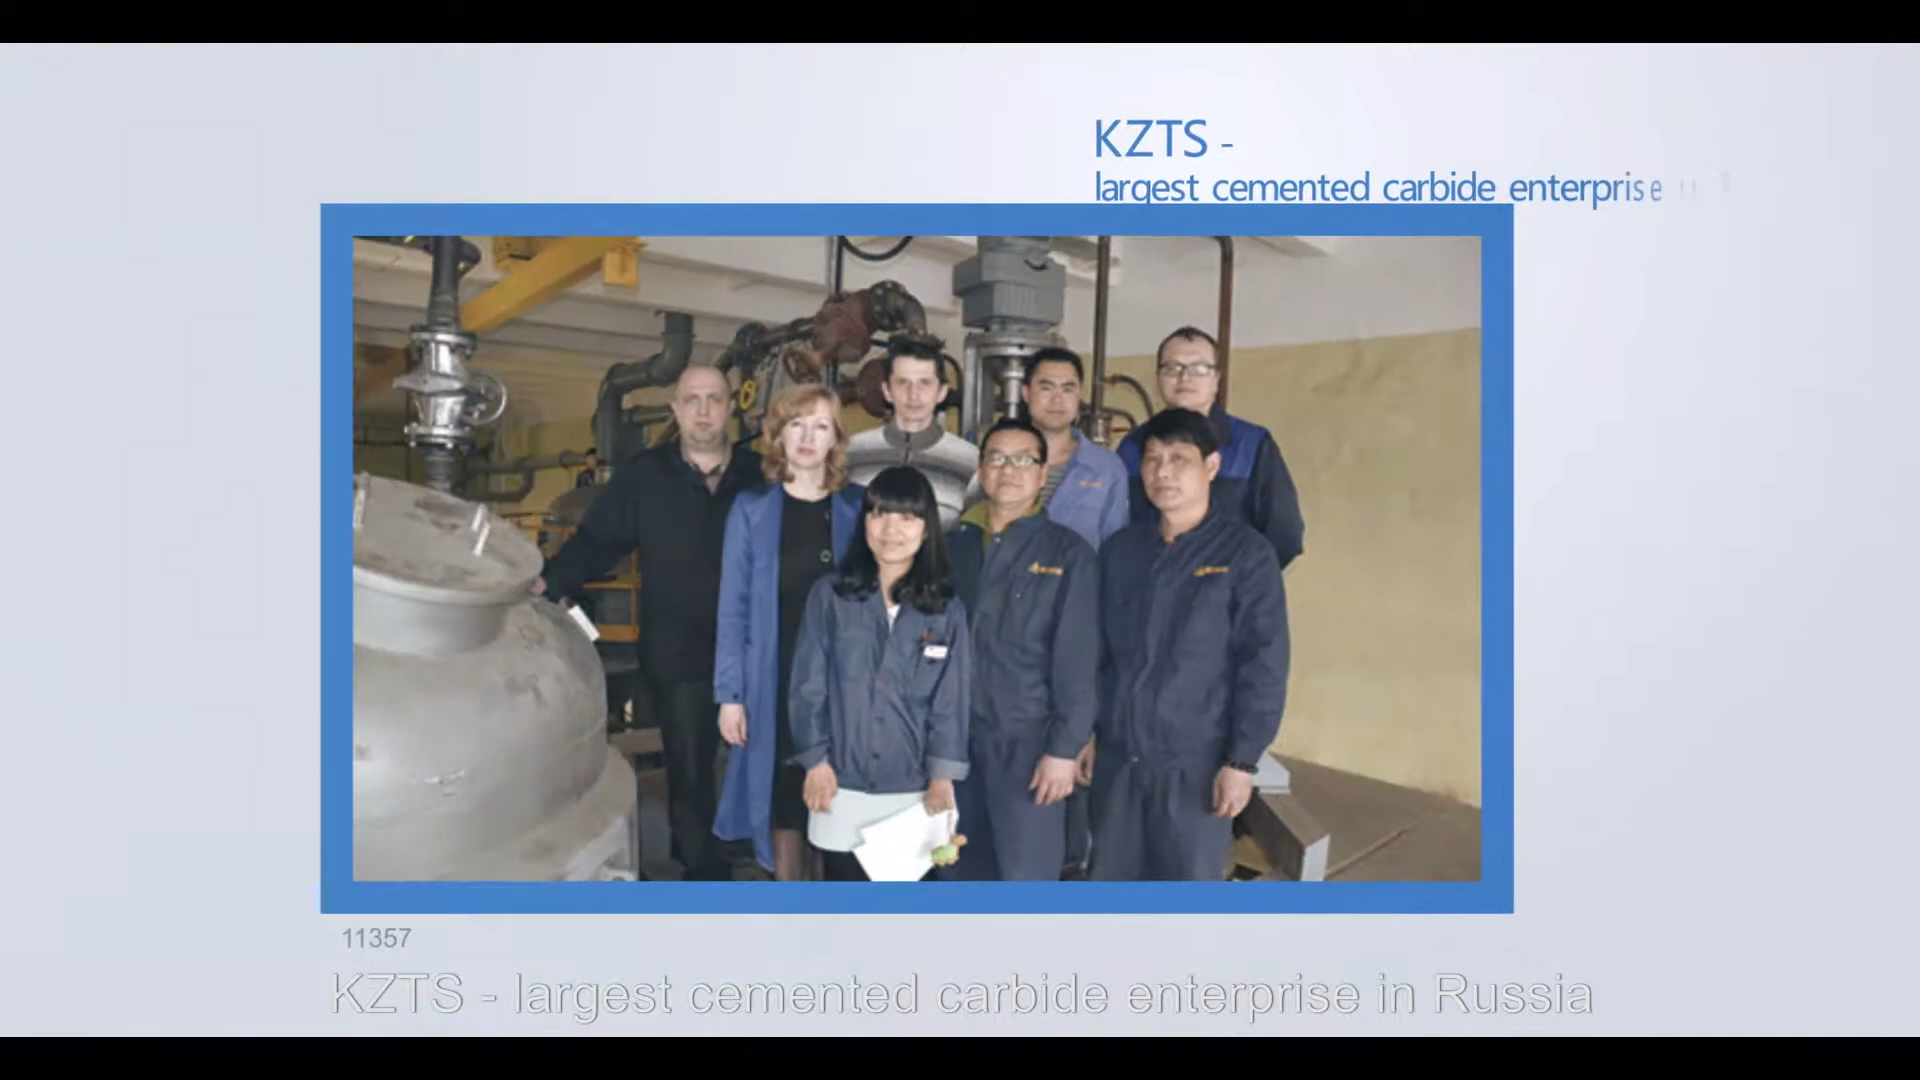 KZTS -
largest cemented carbide enterprise
11357
KZTS - largest cemented carbide enterprise in Russia